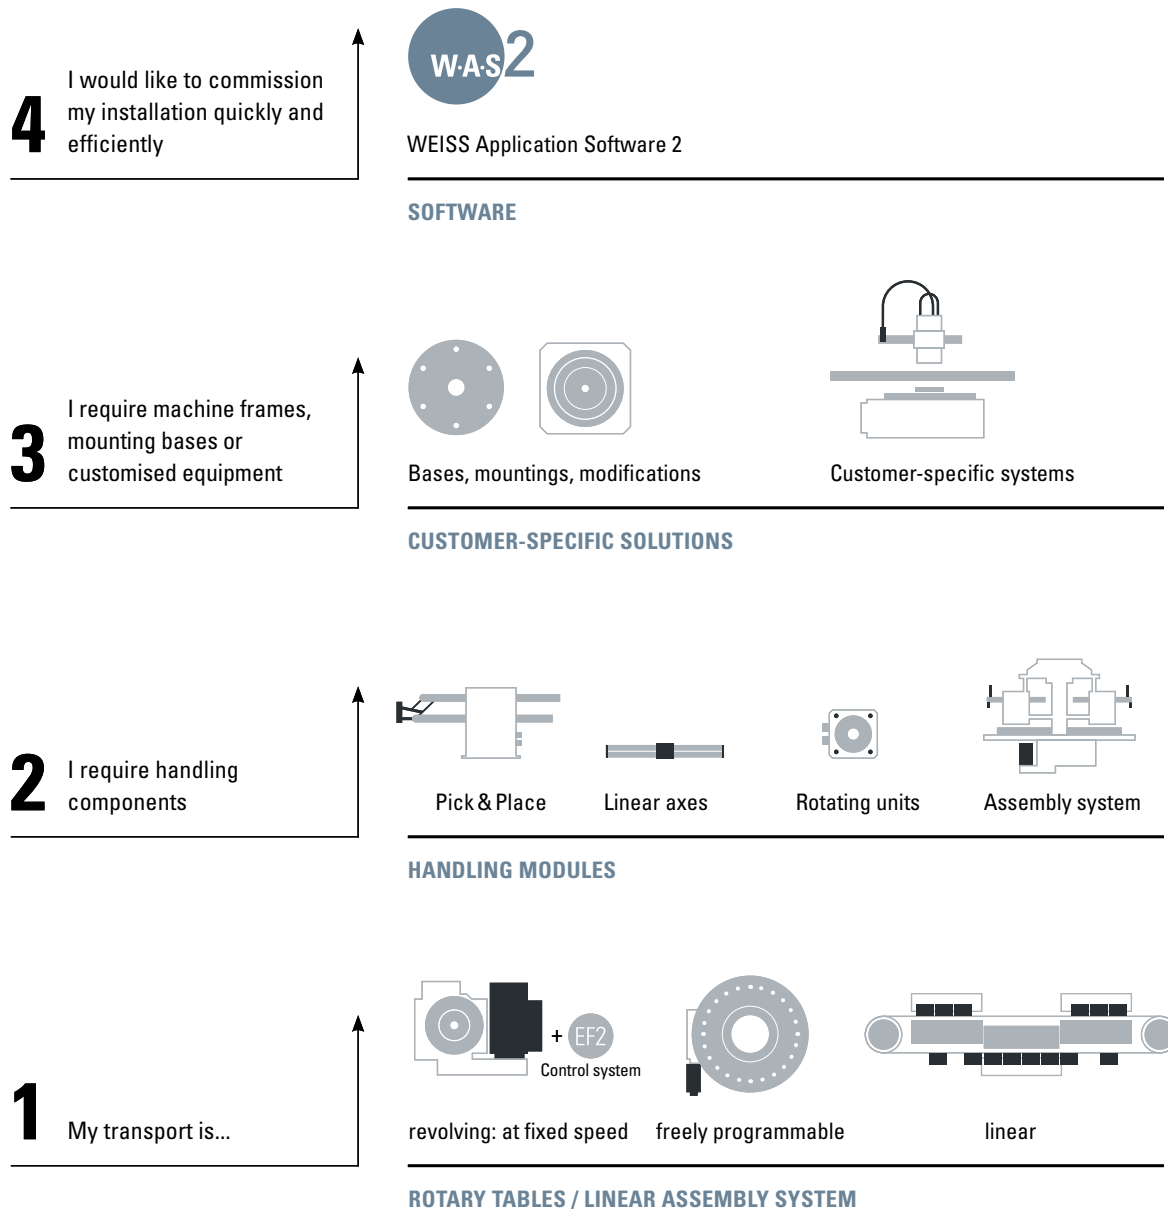 4
I would like to commission
my installation quickly and
efficiently
W·A·S 2
WEISS Application Software 2
SOFTWARE
3
I require machine frames,
mounting bases or
customised equipment
Bases, mountings, modifications
Customer-specific systems
CUSTOMER-SPECIFIC SOLUTIONS
2
I require handling
components
Pick & Place
Linear axes
Rotating units
Assembly system
HANDLING MODULES
1
My transport is...
+ EF2
Control system
revolving: at fixed speed
freely programmable
linear
ROTARY TABLES / LINEAR ASSEMBLY SYSTEM